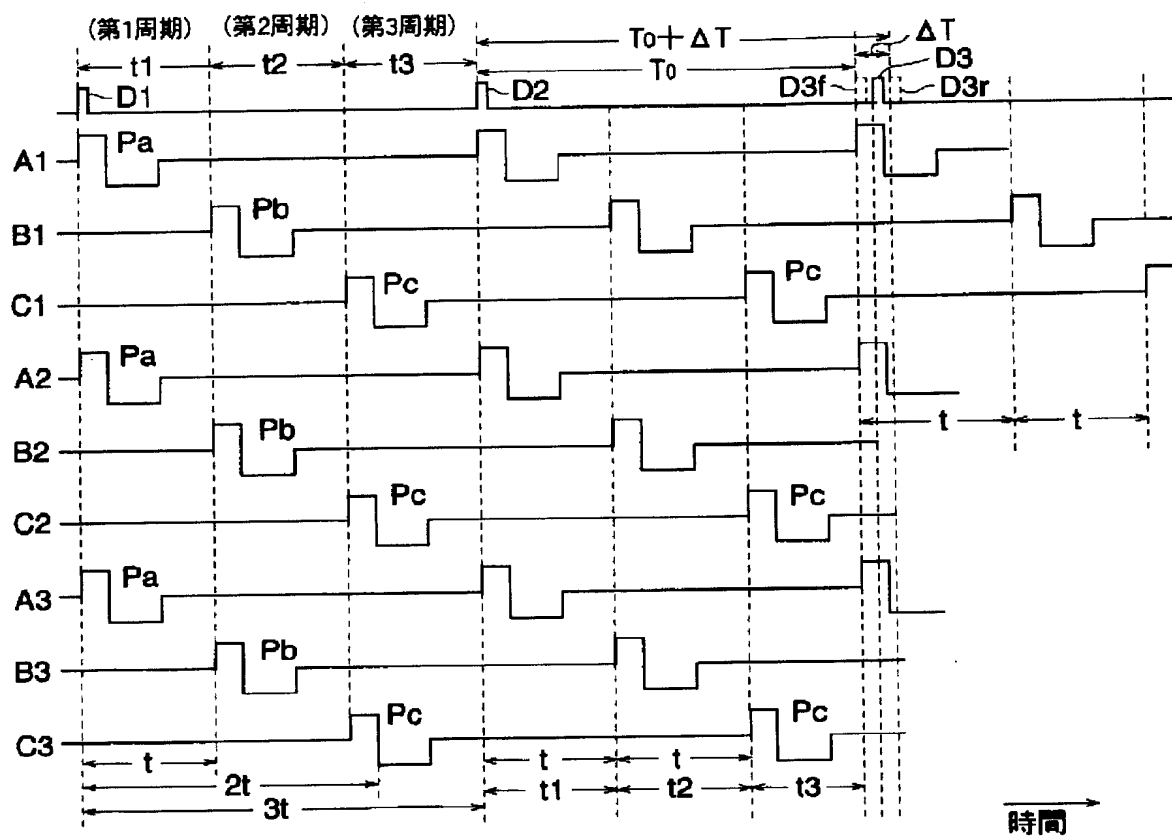 (第1周期) (第2周期) (第3周期) To+ΔT ΔT
t1 t2 t3 To D3
D1 D2 D3f D3r
A1 Pa
B1 Pb
C1 Pc Pc
A2 Pa
t t
B2 Pb
C2 Pc Pc
A3 Pa
B3 Pb
C3 Pc Pc
t t t
2t t1 t2 t3
3t
時間